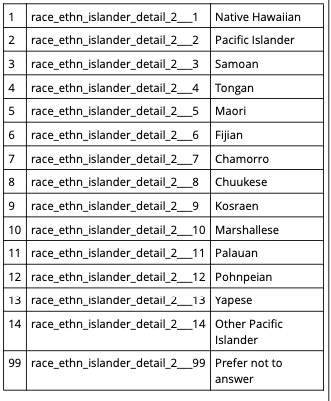 1 race_ethn_islander_detail_2___1 Native Hawaiian
2 race_ethn_islander_detail_2___2 Pacific Islander
3 race_ethn_islander_detail_2___3 Samoan
4 race_ethn_islander_detail_2___4 Tongan
5 race_ethn_islander_detail_2___5 Maori
6 race_ethn_islander_detail_2___6 Fijian
7 race_ethn_islander_detail_2___7 Chamorro
8 race_ethn_islander_detail_2___8 Chuukese
9 race_ethn_islander_detail_2___9 Kosraen
10 race_ethn_islander_detail_2___10 Marshallese
11 race_ethn_islander_detail_2___11 Palauan
12 race_ethn_islander_detail_2___12 Pohnpeian
13 race_ethn_islander_detail_2___13 Yapese
14 race_ethn_islander_detail_2___14 Other Pacific
Islander
99 race_ethn_islander_detail_2___99 Prefer not to
answer